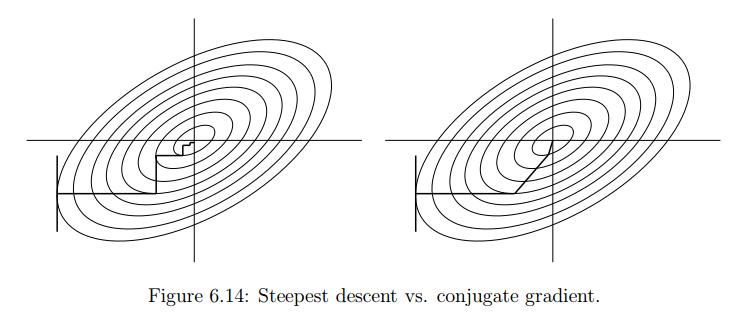 Figure 6.14: Steepest descent vs. conjugate gradient.